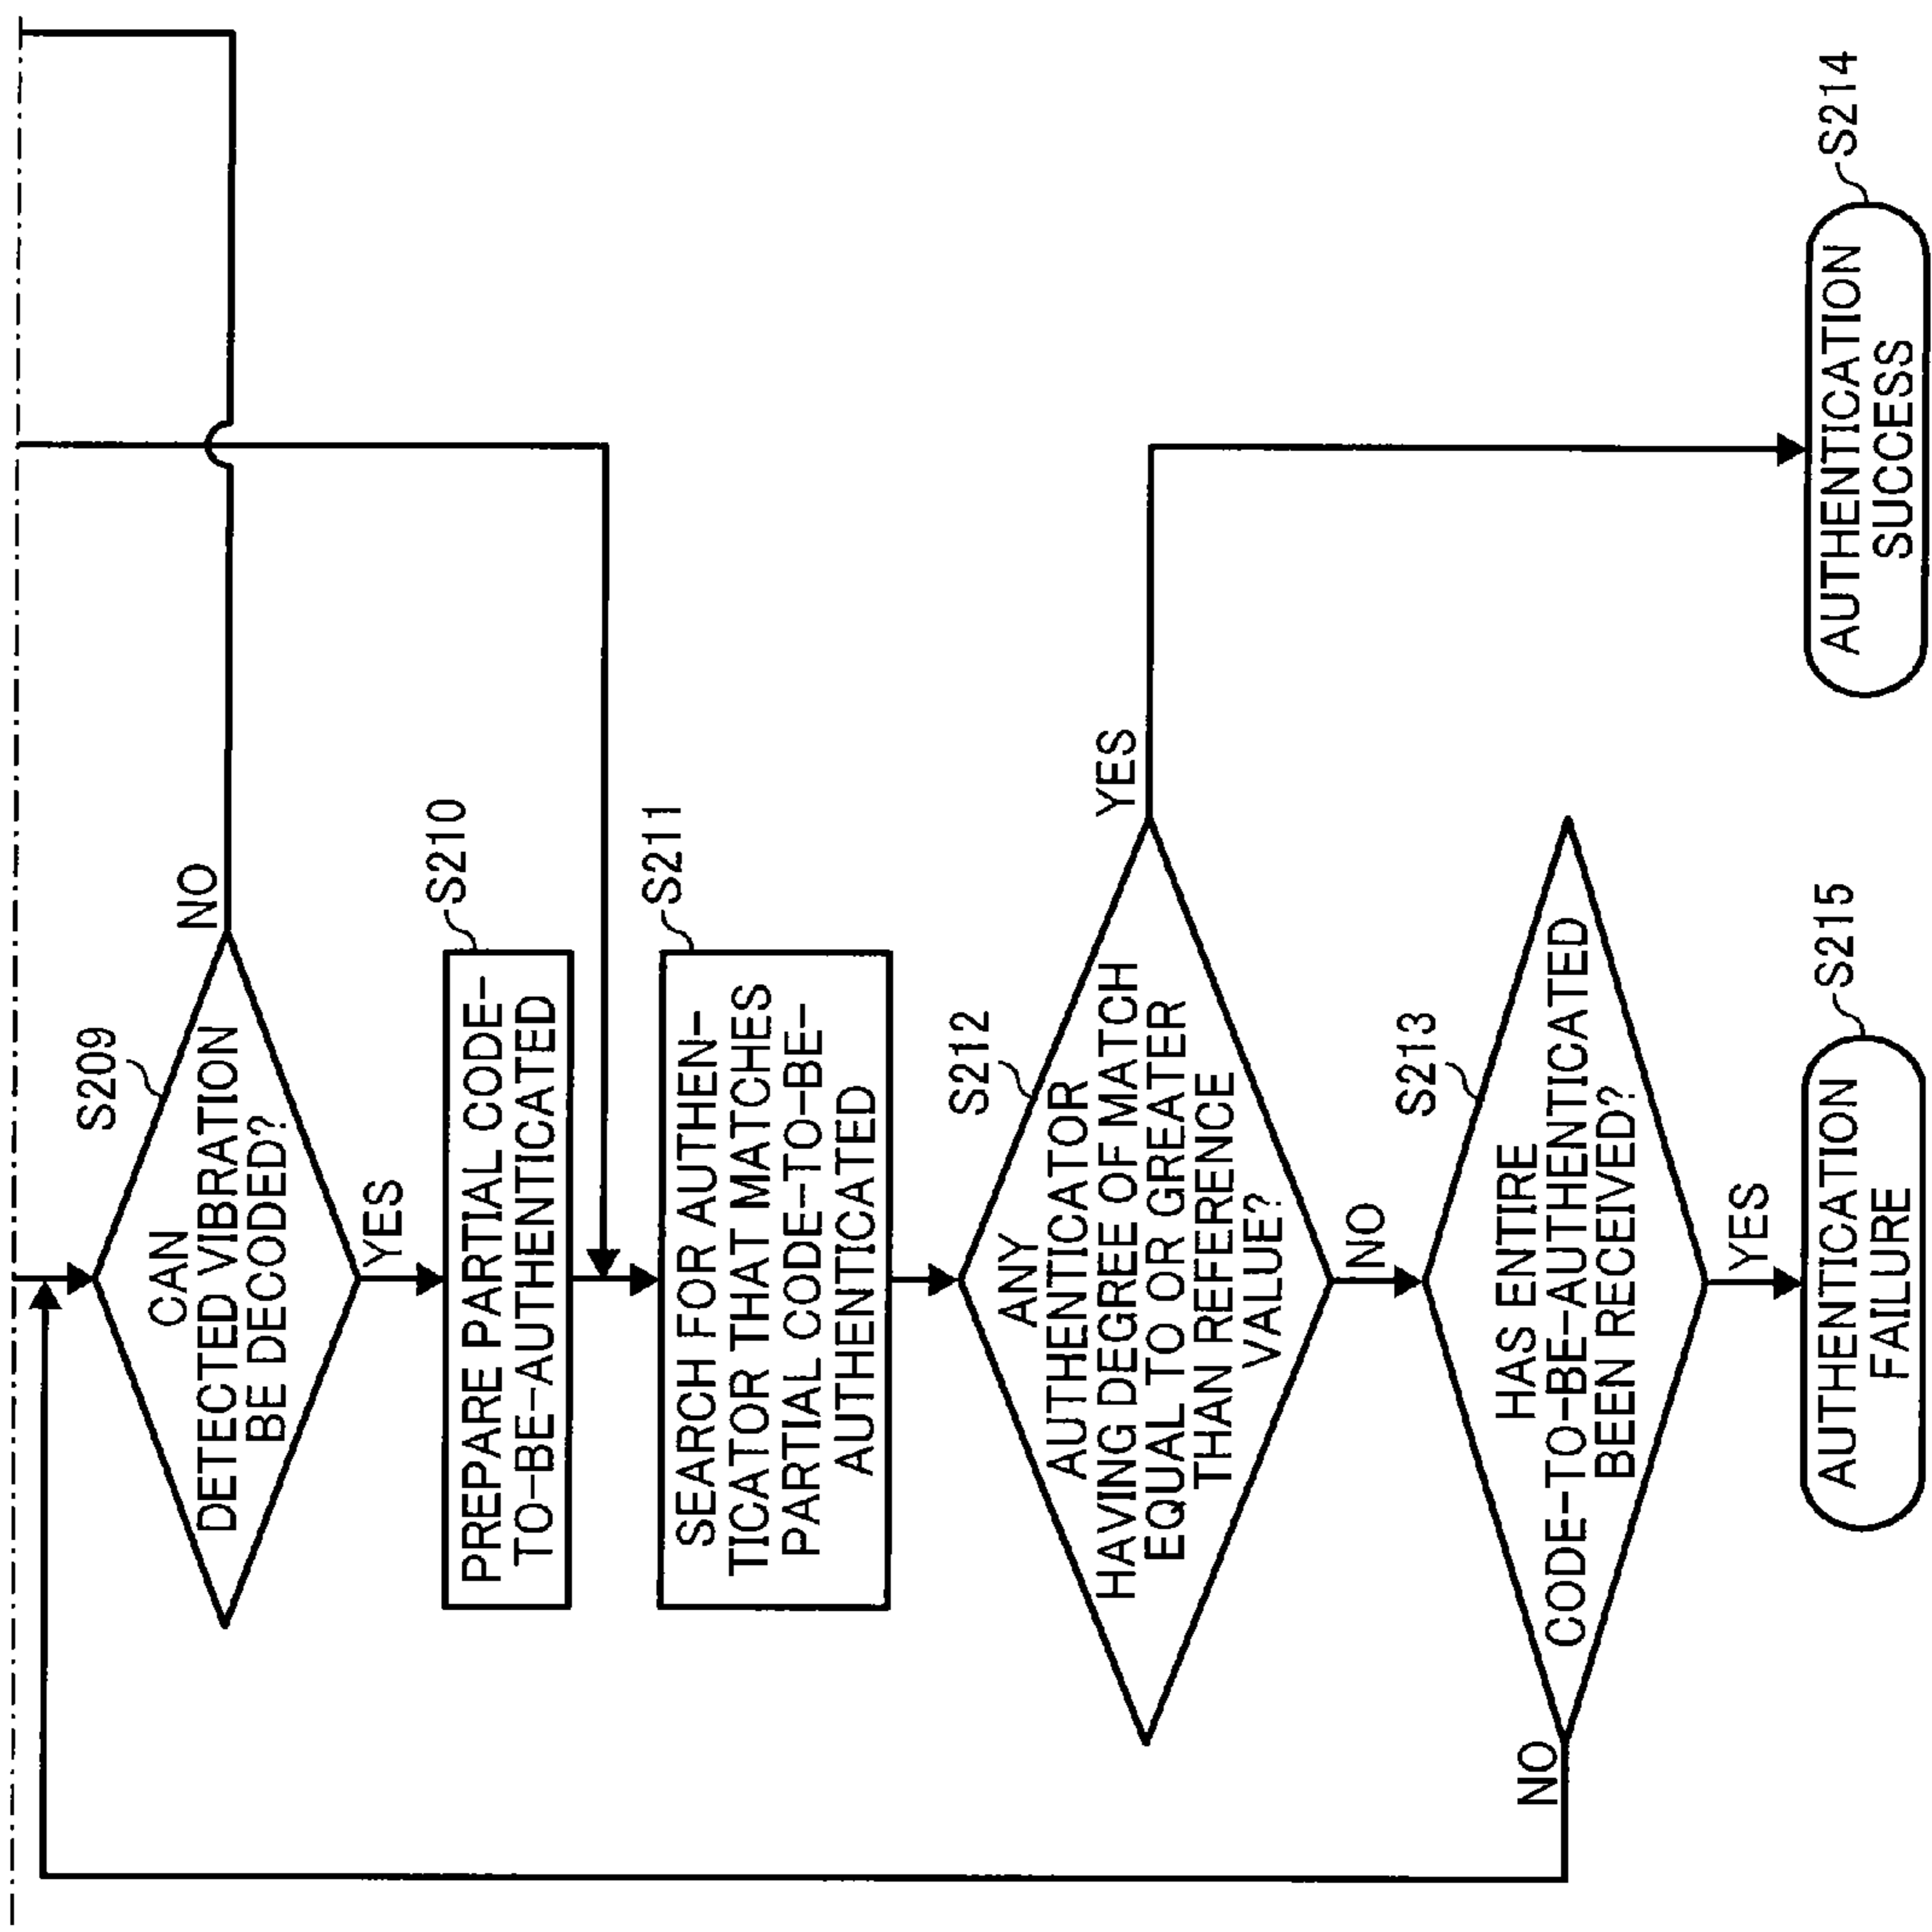 S209
CAN
DETECTED VIBRATION
BE DECODED?
NO
YES
S210
PREPARE PARTIAL CODE-
TO-BE-AUTHENTICATED
S211
SEARCH FOR AUTHEN-
TICATOR THAT MATCHES
PARTIAL CODE-TO-BE-
AUTHENTICATED
S212
ANY
AUTHENTICATOR
HAVING DEGREE OF MATCH
EQUAL TO OR GREATER
THAN REFERENCE
VALUE?
YES
NO
S213
HAS ENTIRE
CODE-TO-BE-AUTHENTICATED
BEEN RECEIVED?
NO
YES
S215
AUTHENTICATION
FAILURE
S214
AUTHENTICATION
SUCCESS